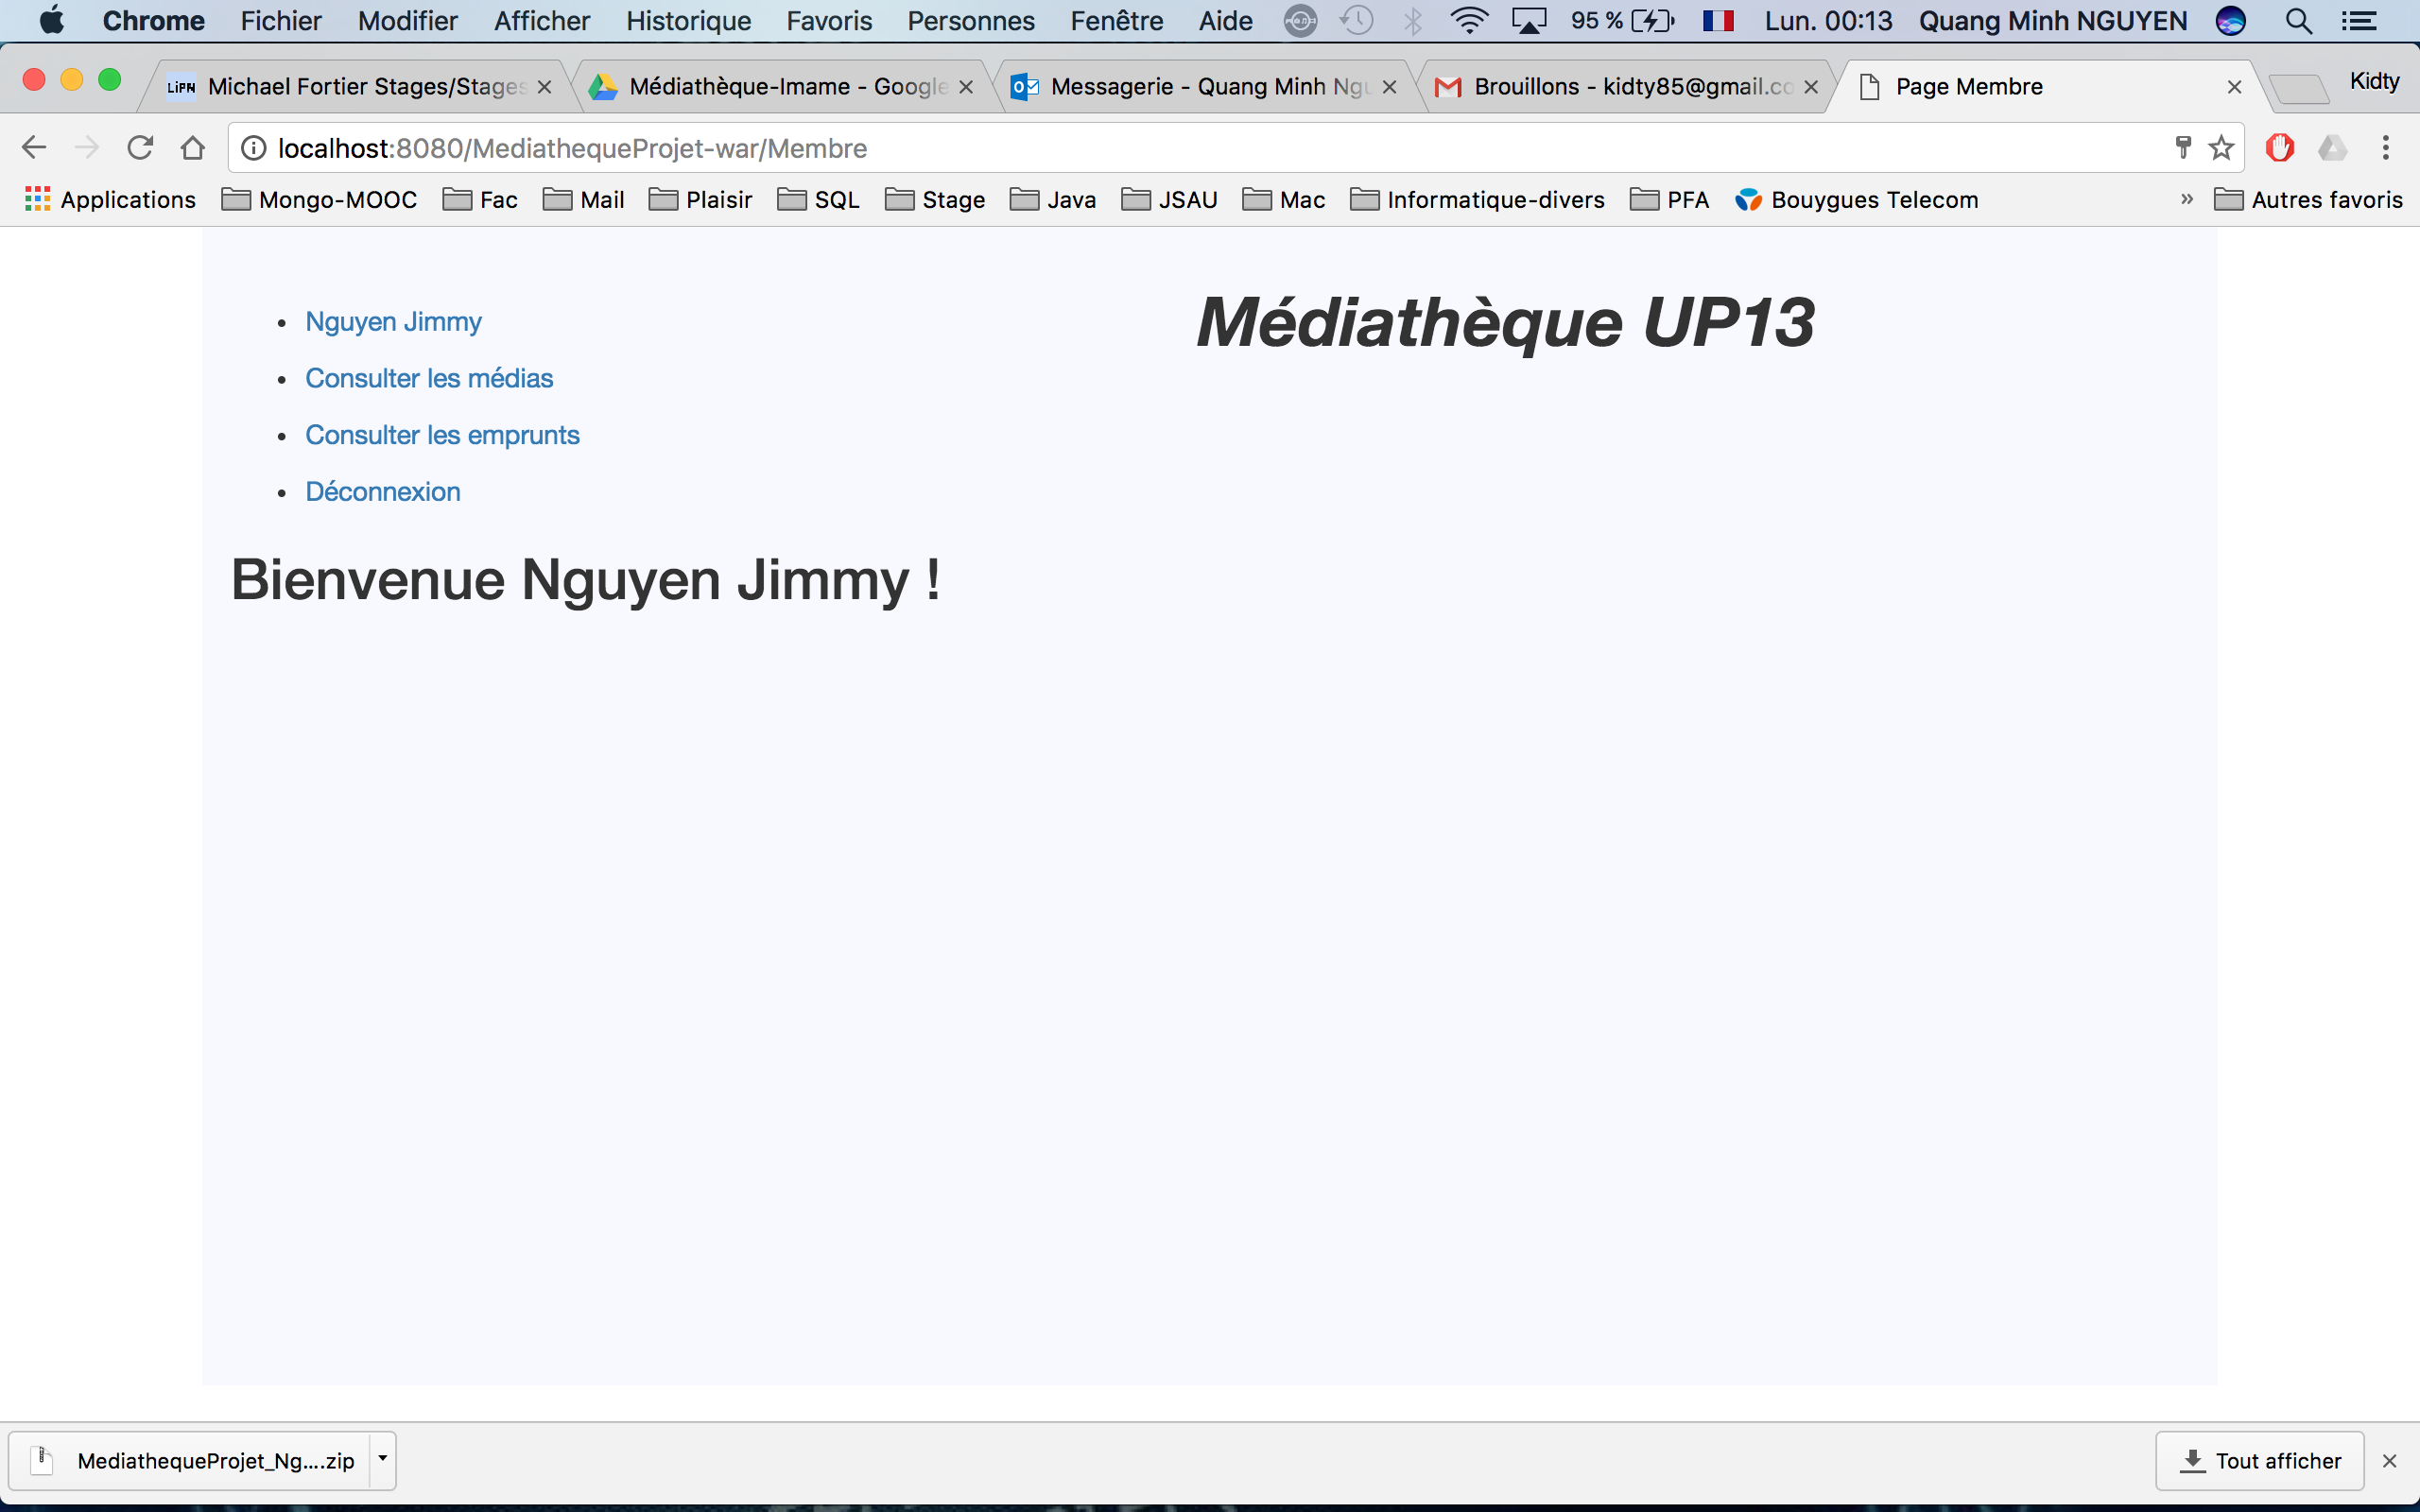 Chrome Fichier Modifier Afficher Historique Favoris Personnes Fenêtre Aide 95 % Lun. 00:13 Quang Minh NGUYEN
LiPN Michael Fortier Stages/Stages Médiathèque-Imame - Google Messagerie - Quang Minh Ngu Brouillons - kidty85@gmail.co Page Membre Kidty
localhost:8080/MediathequeProjet-war/Membre
Applications Mongo-MOOC Fac Mail Plaisir SQL Stage Java JSAU Mac Informatique-divers PFA Bouygues Telecom » Autres favoris
Médiathèque UP13
• Nguyen Jimmy
• Consulter les médias
• Consulter les emprunts
• Déconnexion
Bienvenue Nguyen Jimmy !
MediathequeProjet_Ng....zip Tout afficher